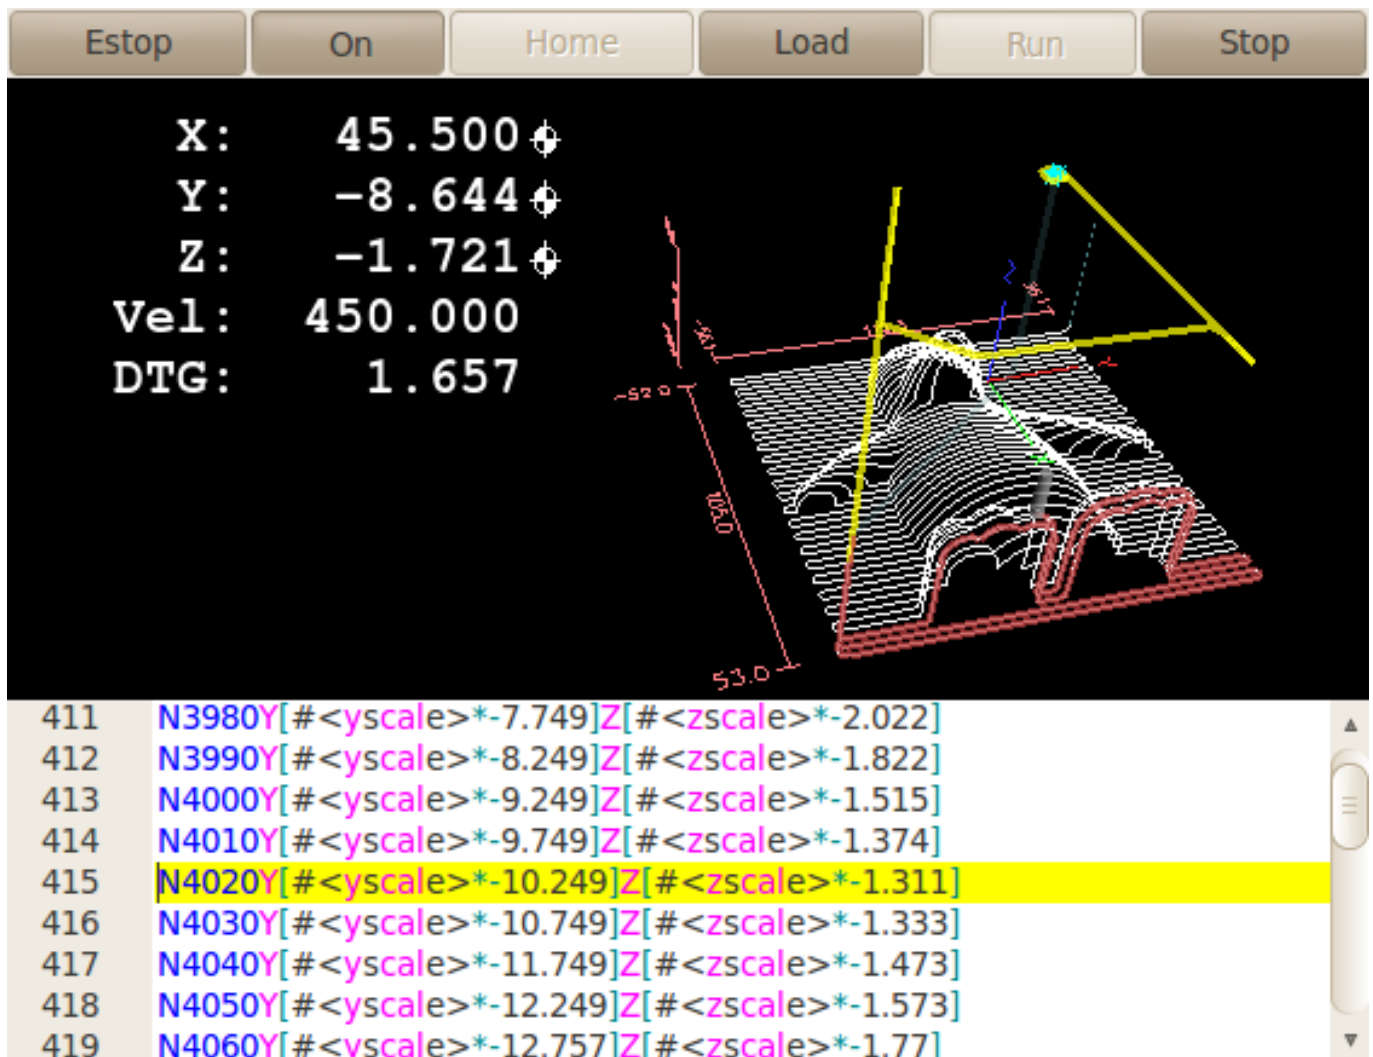 Estop On Home Load Run Stop
X: 45.500
Y: -8.644
Z: -1.721
Vel: 450.000
DTG: 1.657
-52.0
105.0
53.0
411 N3980Y[#<yscale>*-7.749]Z[#<zscale>*-2.022]
412 N3990Y[#<yscale>*-8.249]Z[#<zscale>*-1.822]
413 N4000Y[#<yscale>*-9.249]Z[#<zscale>*-1.515]
414 N4010Y[#<yscale>*-9.749]Z[#<zscale>*-1.374]
415 N4020Y[#<yscale>*-10.249]Z[#<zscale>*-1.311]
416 N4030Y[#<yscale>*-10.749]Z[#<zscale>*-1.333]
417 N4040Y[#<yscale>*-11.749]Z[#<zscale>*-1.473]
418 N4050Y[#<yscale>*-12.249]Z[#<zscale>*-1.573]
419 N4060Y[#<yscale>*-12.757]Z[#<zscale>*-1.77]